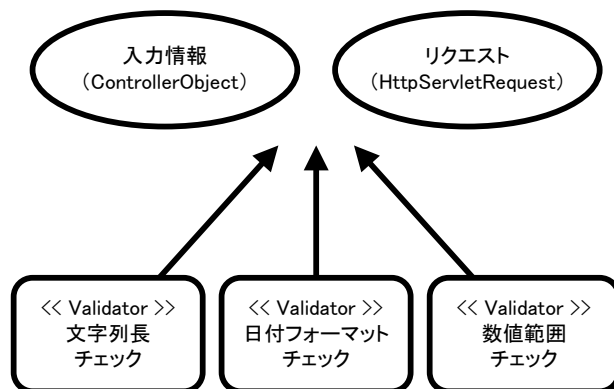 入力情報
（ControllerObject）
リクエスト
（HttpServletRequest）
<< Validator >>
文字列長
チェック
<< Validator >>
日付フォーマット
チェック
<< Validator >>
数値範囲
チェック